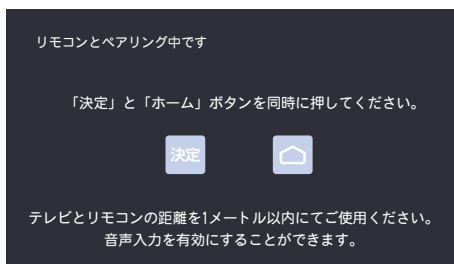 リモコンとペアリング中です
「決定」と「ホーム」ボタンを同時に押してください。
決定
テレビとリモコンの距離を1メートル以内にてご使用ください。
音声入力を有効にすることができます。